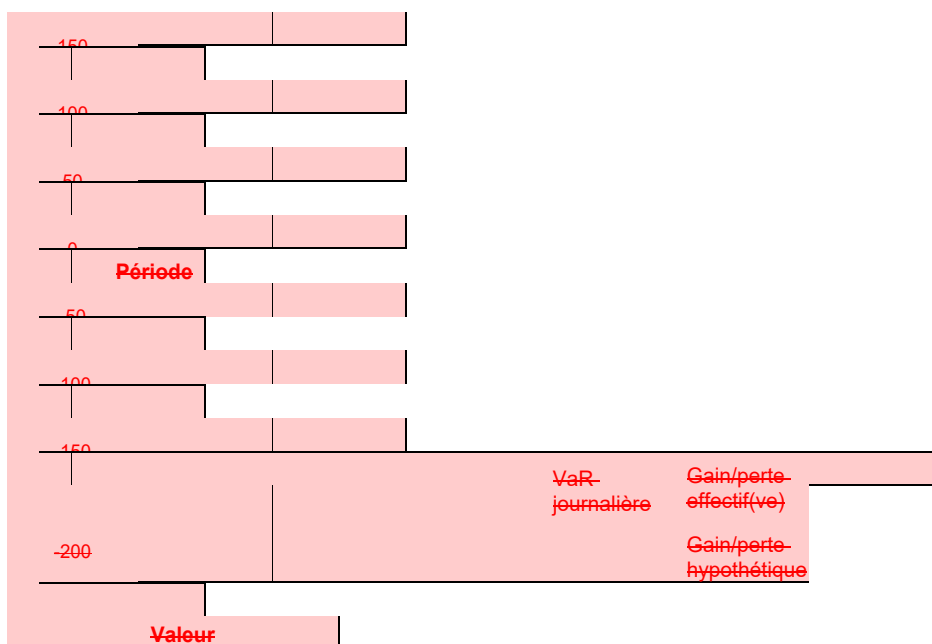 150
100
50
0
Période
-50
-100
-150
VaR
journalière
Gain/perte
effectif(ve)
-200
Gain/perte
hypothétique
Valeur